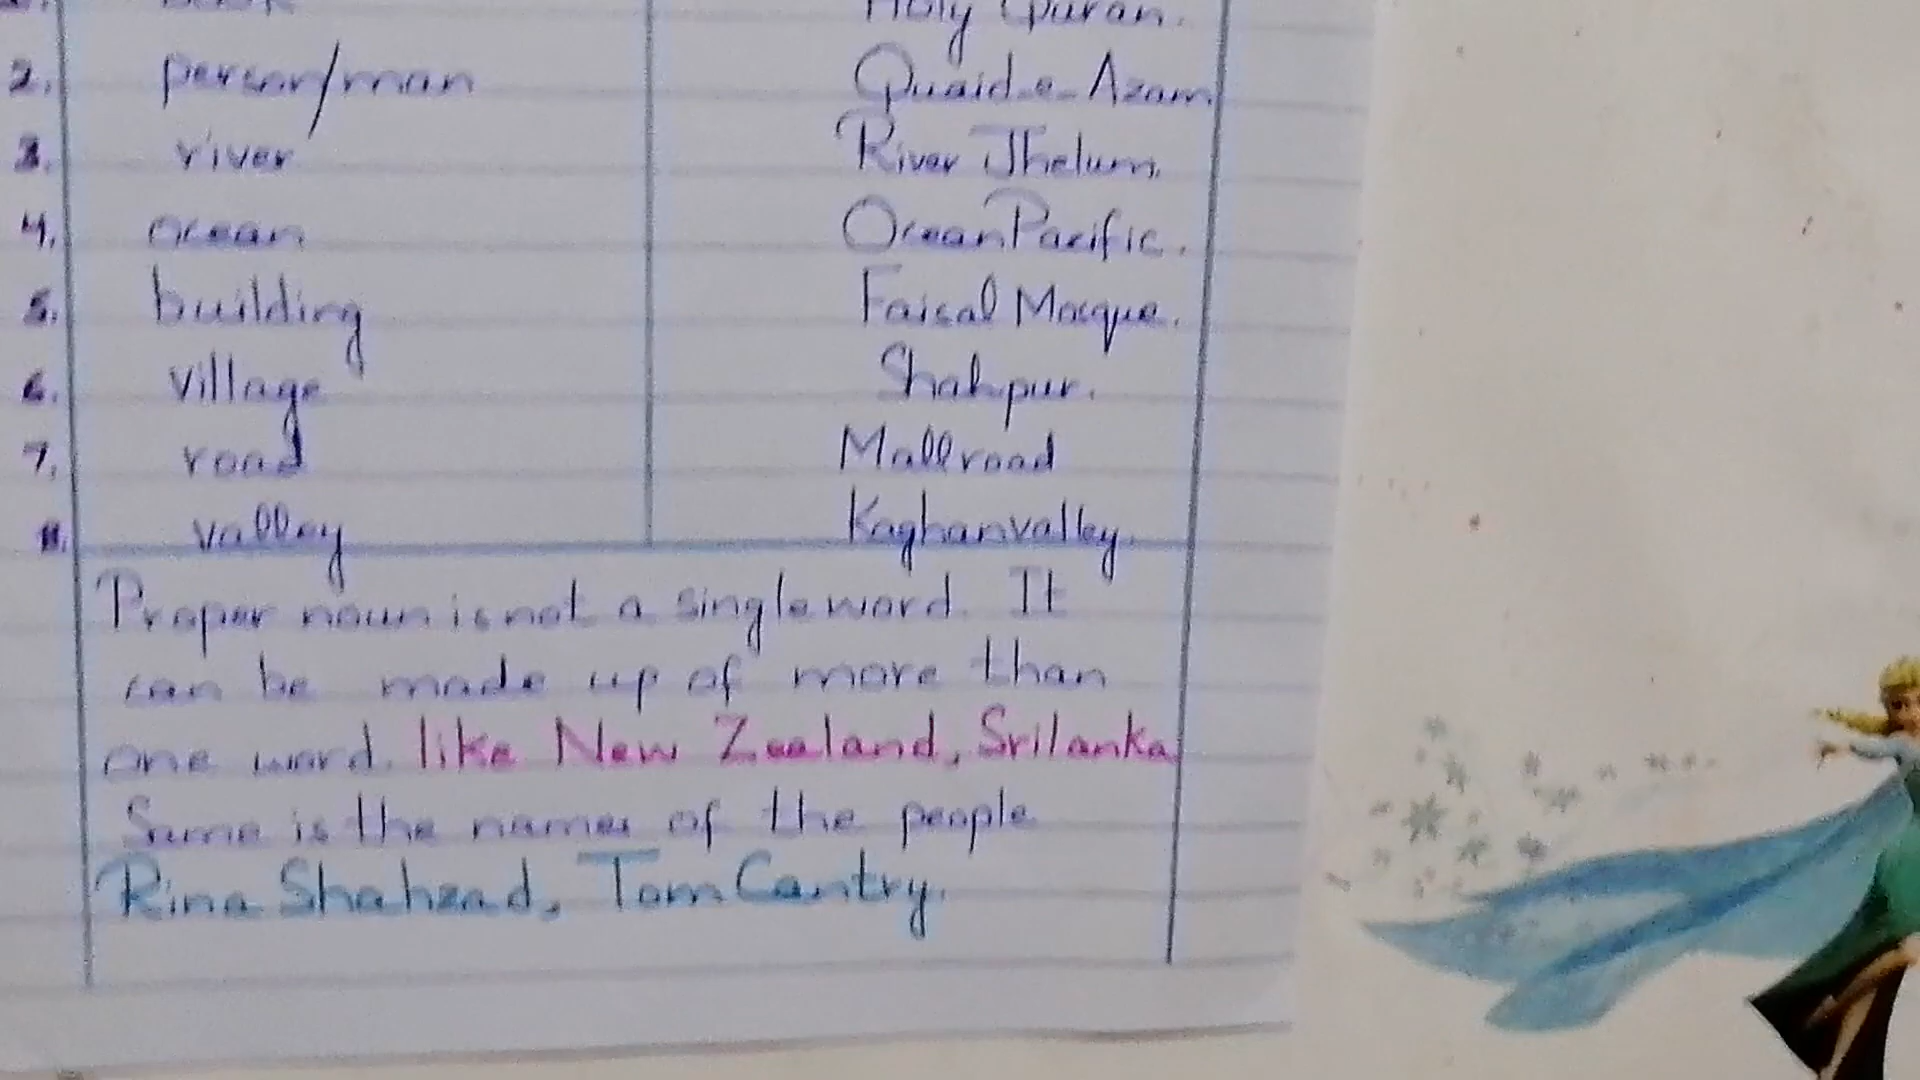 book Holy Quran.
2. person/man Quaid-e-Azam
3. river River Jhelum.
4. ocean Ocean Pacific.
5. building Faisal Mosque.
6. village Shahpur.
7. road Mallroad
8. valley Kaghanvalley.
Proper noun is not a single word. It
can be made up of more than
one word. like New Zealand, Srilanka
Same is the names of the people
Rina Shahzad, Tom Cantry.